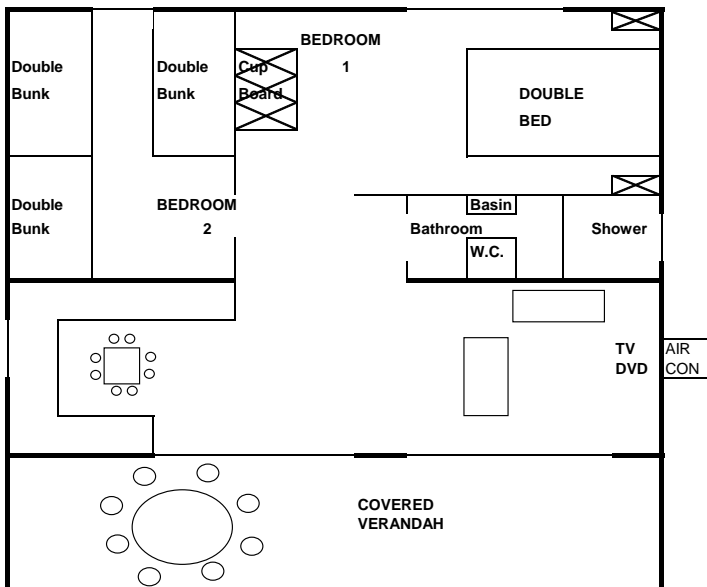 BEDROOM
1
Double
Bunk
Double
Bunk
Cup
Board
DOUBLE
BED
Double
Bunk
BEDROOM
2
Basin
Bathroom
W.C.
Shower
TV
DVD
AIR
CON
COVERED
VERANDAH